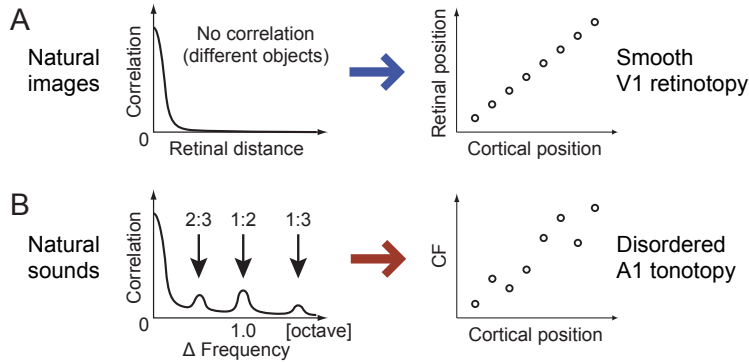 A
Natural
images
Correlation
0
No correlation
(different objects)
Retinal distance
Retinal position
Cortical position
Smooth
V1 retinotopy
B
Natural
sounds
Correlation
0
2:3
1:2
1:3
1.0
[octave]
Δ Frequency
CF
Cortical position
Disordered
A1 tonotopy